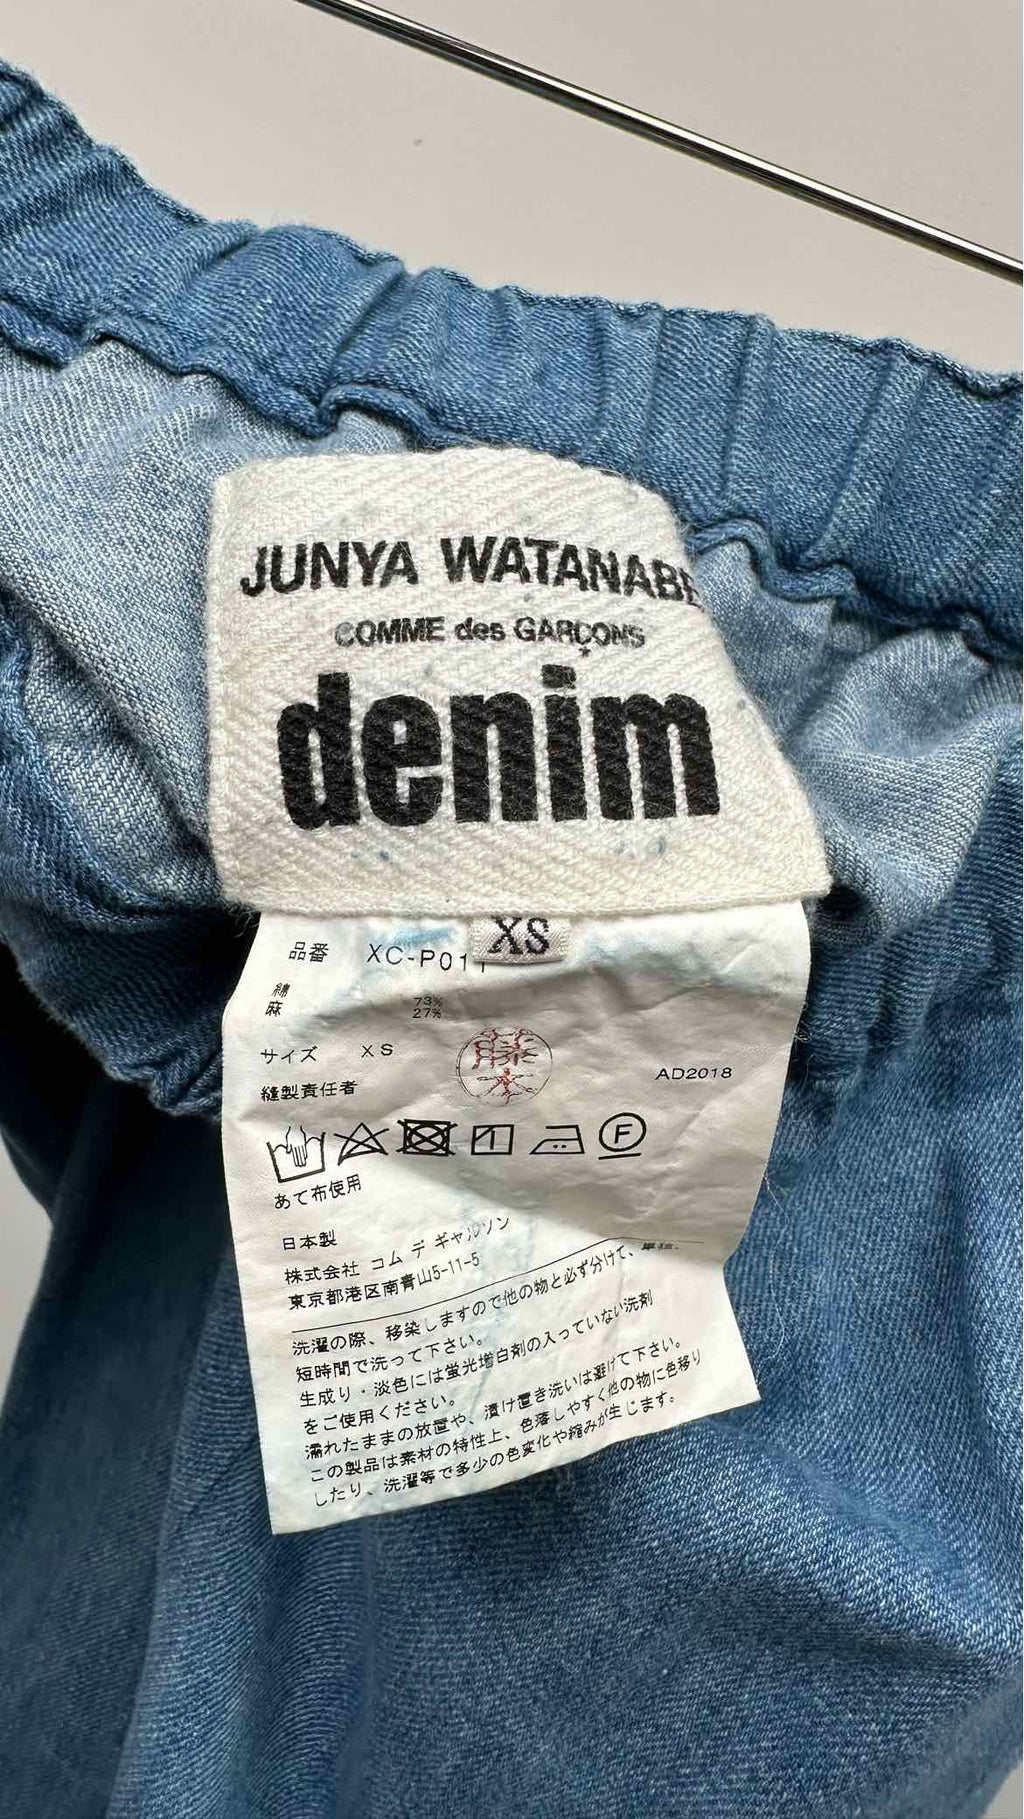 JUNYA WATANABE
COMME des GARÇONS
denim
XS
品番 XC-P011
綿 73%
麻 27%
サイズ XS
AD2018
縫製責任者
1
F
あて布使用
日本製
株式会社 コム デ ギャルソン
東京都港区南青山5-11-5
洗濯の際、移染しますので他の物と必ず分けて、単独、
短時間で洗って下さい。
生成り・淡色には蛍光増白剤の入っていない洗剤
をご使用ください。
濡れたままの放置や、漬け置き洗いは避けて下さい。
この製品は素材の特性上、色落しやすく他の物に色移り
したり、洗濯等で多少の色変化や縮みが生じます。